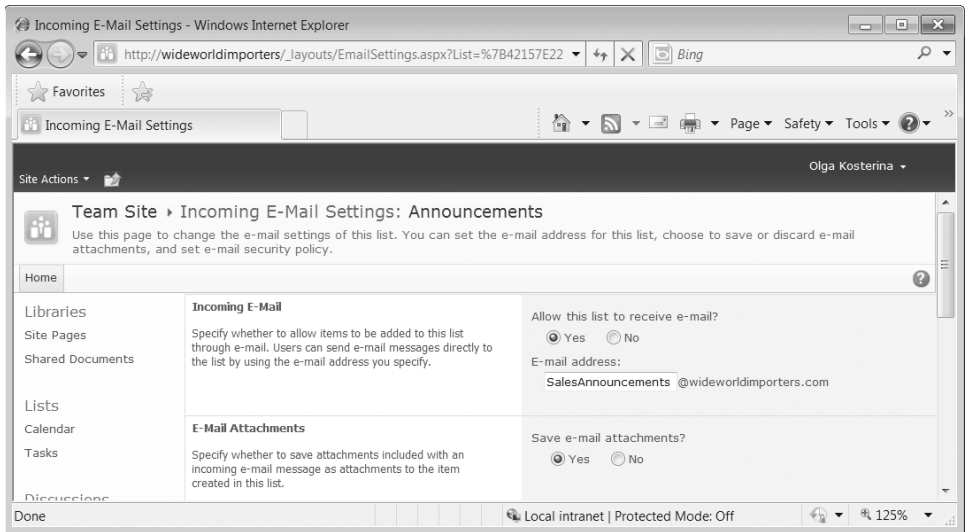 Incoming E-Mail Settings - Windows Internet Explorer
http://wideworldimporters/_layouts/EmailSettings.aspx?List=%7B42157E22
Bing
Favorites
Incoming E-Mail Settings
Page
Safety
Tools
Olga Kosterina
Site Actions
Team Site ▸ Incoming E-Mail Settings: Announcements
Use this page to change the e-mail settings of this list. You can set the e-mail address for this list, choose to save or discard e-mail
attachments, and set e-mail security policy.
Home
Libraries
Site Pages
Shared Documents
Lists
Calendar
Tasks
Discussions
Incoming E-Mail
Specify whether to allow items to be added to this list
through e-mail. Users can send e-mail messages directly to
the list by using the e-mail address you specify.
Allow this list to receive e-mail?
Yes No
E-mail address:
SalesAnnouncements @wideworldimporters.com
E-Mail Attachments
Specify whether to save attachments included with an
incoming e-mail message as attachments to the item
created in this list.
Save e-mail attachments?
Yes No
Done
Local intranet | Protected Mode: Off
125%